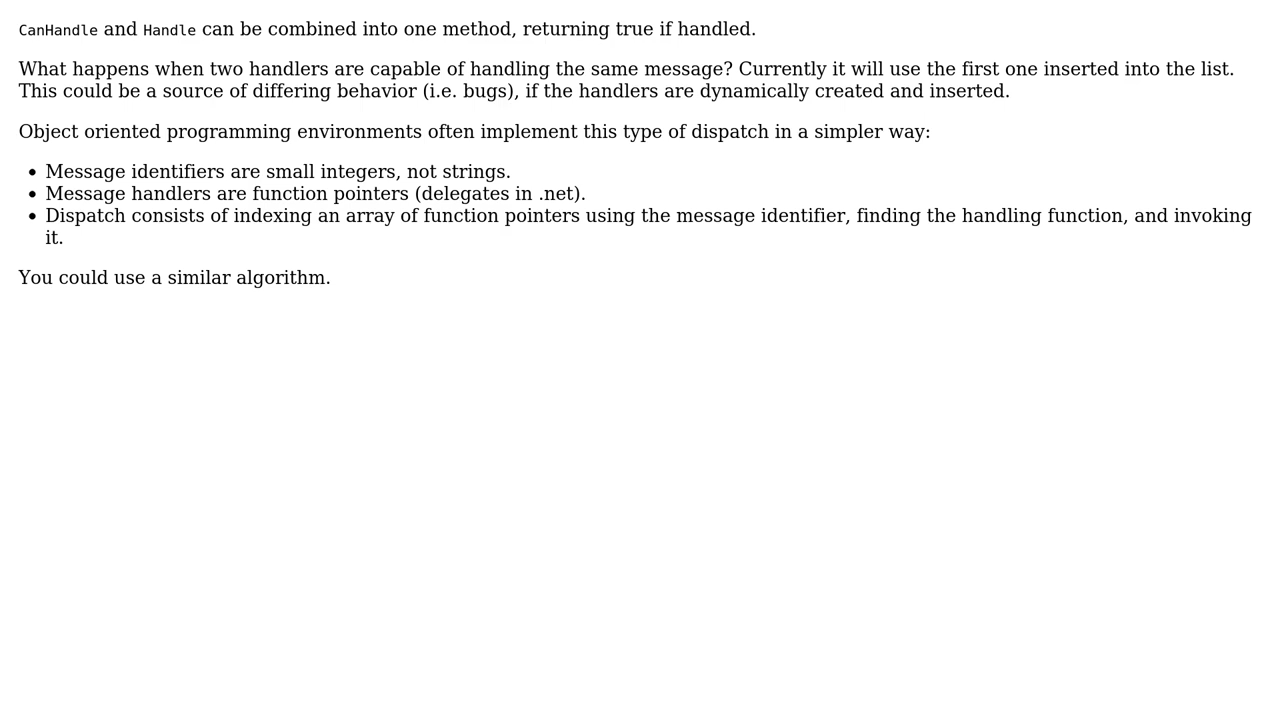 CanHandle and Handle can be combined into one method, returning true if handled.
What happens when two handlers are capable of handling the same message? Currently it will use the first one inserted into the list.
This could be a source of differing behavior (i.e. bugs), if the handlers are dynamically created and inserted.
Object oriented programming environments often implement this type of dispatch in a simpler way:
• Message identifiers are small integers, not strings.
• Message handlers are function pointers (delegates in .net).
• Dispatch consists of indexing an array of function pointers using the message identifier, finding the handling function, and invoking
it.
You could use a similar algorithm.